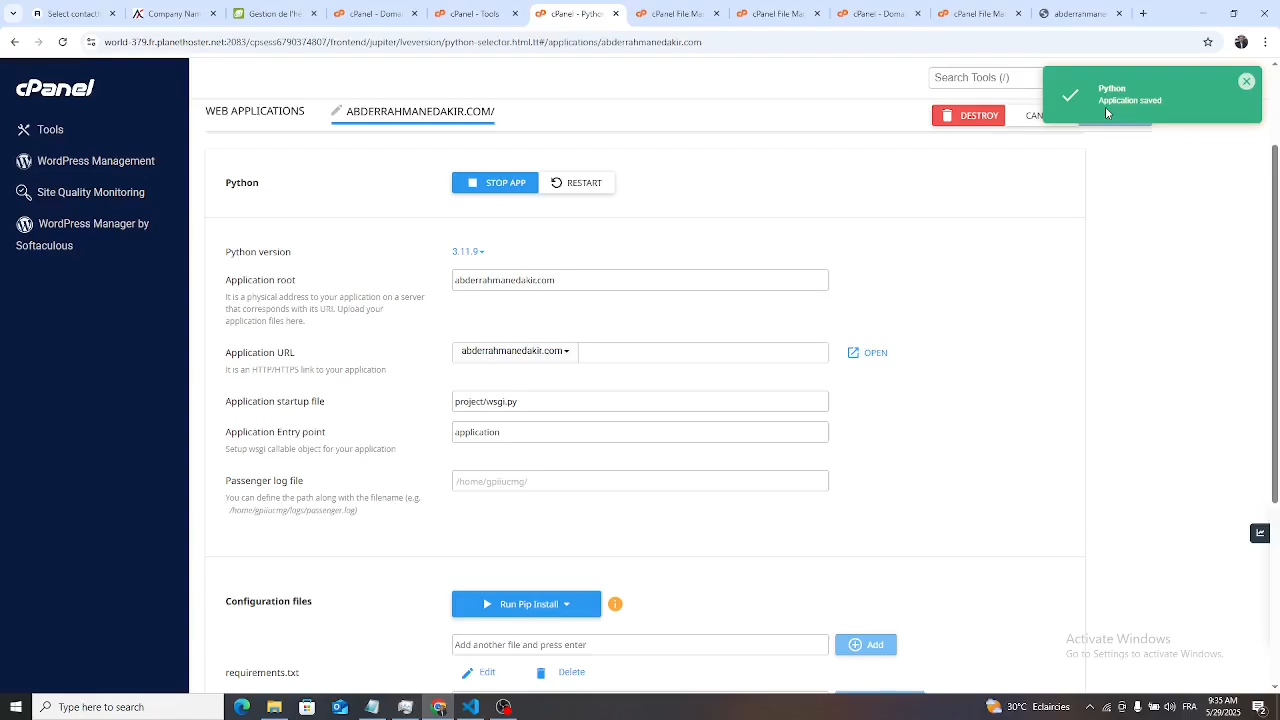 Select contact
Company Nam
Gestion de l'hé
cPanel - Doma
cPanel - Tools
cPanel - Python
cPanel File Ma
cPanel File Ma
cPanel - Doma
cPanel File Ma
abderrahmane
world-379.fr.planethoster.net:2083/cpsess6790374807/frontend/jupiter/lveversion/python-selector.html.tt#/applications/abderrahmanedakir.com
cPanel
Search Tools (/)
Python
Application saved
WEB APPLICATIONS
ABDERRAHMANEDAKIR.COM/
DESTROY
CAN
Tools
WordPress Management
Site Quality Monitoring
WordPress Manager by
Softaculous
Python
STOP APP
RESTART
Python version
3.11.9
Application root
abderrahmanedakir.com
It is a physical address to your application on a server
that corresponds with its URI. Upload your
application files here.
Application URL
abderrahmanedakir.com
OPEN
It is an HTTP/HTTPS link to your application
Application startup file
project/wsgi.py
Application Entry point
application
Setup wsgi callable object for your application
Passenger log file
/home/gpiiucmg/
You can define the path along with the filename (e.g.
/home/gpiiucmg/logs/passenger.log)
Configuration files
Run Pip Install
Add another file and press enter
Add
requirements.txt
Edit
Delete
Activate Windows
Go to Settings to activate Windows.
Type here to search
30°C Eclaircies
FRA
9:35 AM
5/29/2025